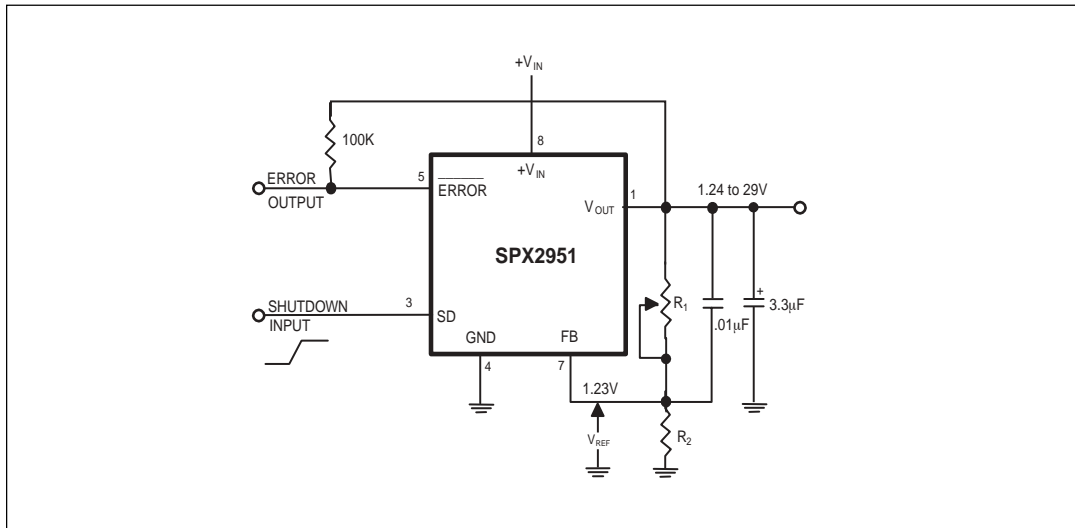 +VIN
100K
8
+VIN
ERROR
OUTPUT
5
ERROR
1
VOUT
1.24 to 29V
SPX2951
SHUTDOWN
INPUT
3
SD
R1
.01µF
+
3.3µF
GND
FB
4
7
1.23V
VREF
R2